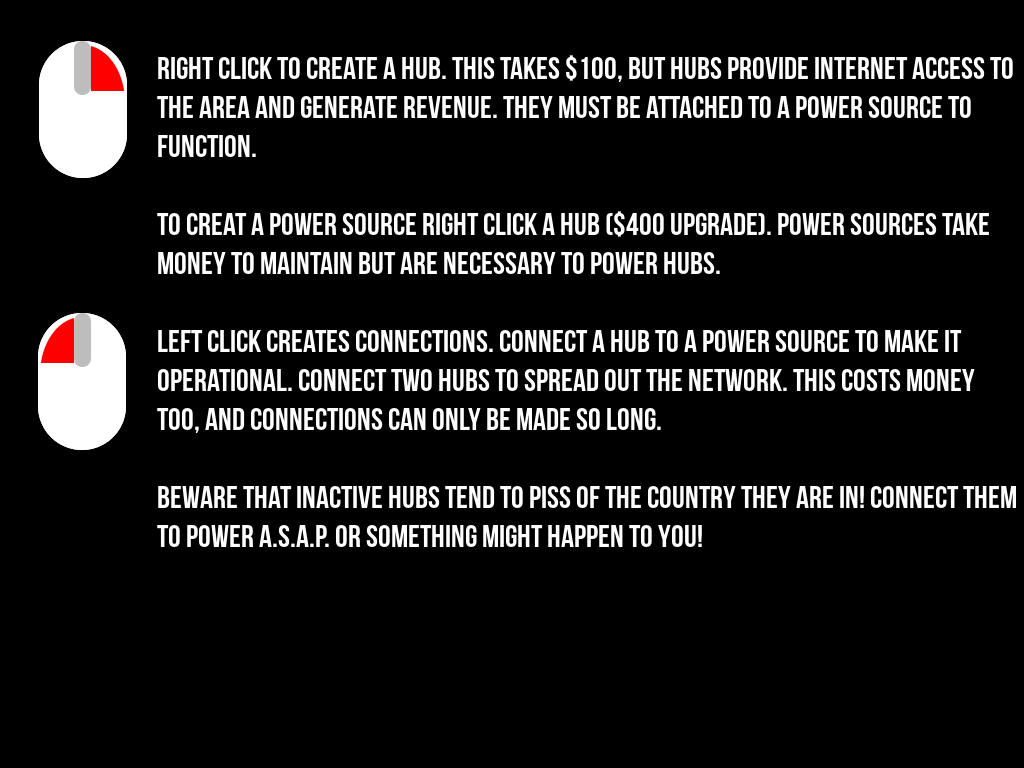 RIGHT CLICK TO CREATE A HUB. THIS TAKES $100, BUT HUBS PROVIDE INTERNET ACCESS TO
THE AREA AND GENERATE REVENUE. THEY MUST BE ATTACHED TO A POWER SOURCE TO
FUNCTION.
TO CREAT A POWER SOURCE RIGHT CLICK A HUB ($400 UPGRADE). POWER SOURCES TAKE
MONEY TO MAINTAIN BUT ARE NECESSARY TO POWER HUBS.
LEFT CLICK CREATES CONNECTIONS. CONNECT A HUB TO A POWER SOURCE TO MAKE IT
OPERATIONAL. CONNECT TWO HUBS TO SPREAD OUT THE NETWORK. THIS COSTS MONEY
TOO, AND CONNECTIONS CAN ONLY BE MADE SO LONG.
BEWARE THAT INACTIVE HUBS TEND TO PISS OF THE COUNTRY THEY ARE IN! CONNECT THEM
TO POWER A.S.A.P. OR SOMETHING MIGHT HAPPEN TO YOU!